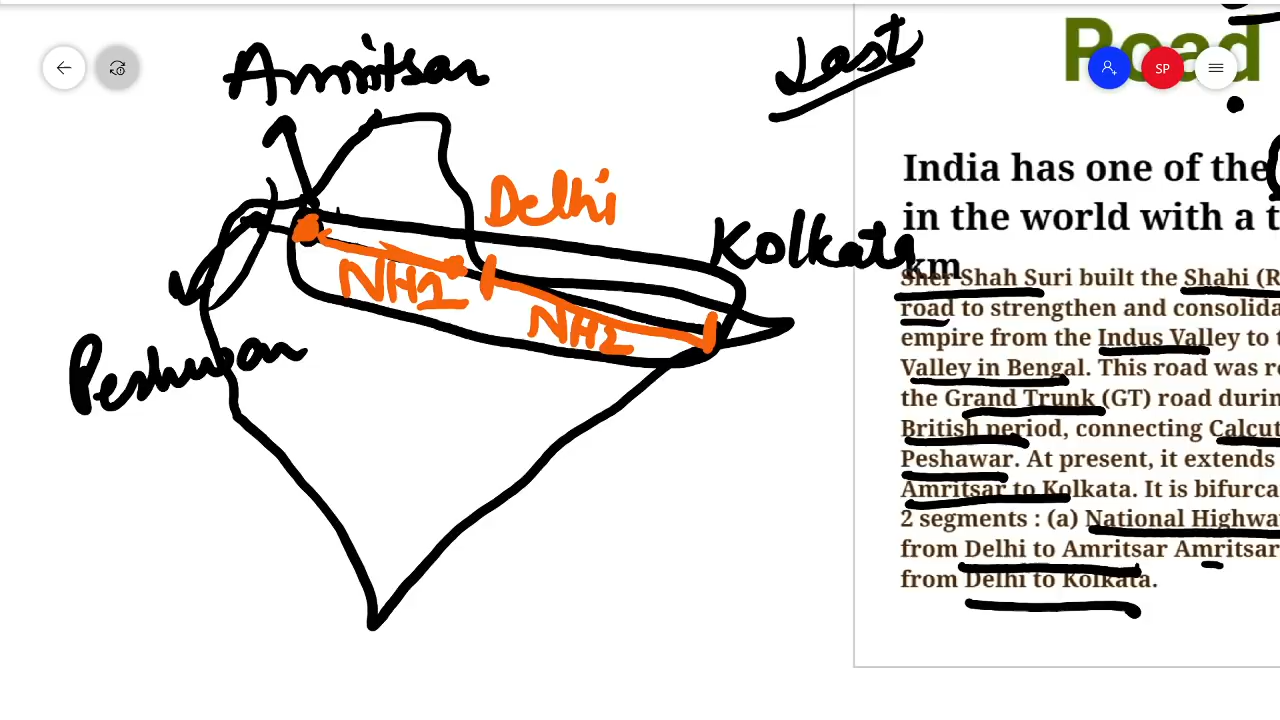 Amritsar
Last
Road
Delhi
Kolkata
NH1
NH2
Peshwar
SP
India has one of the
in the world with a t
km
Sher Shah Suri built the Shahi (R
road to strengthen and consolida
empire from the Indus Valley to t
Valley in Bengal. This road was re
the Grand Trunk (GT) road durin
British period, connecting Calcut
Peshawar. At present, it extends
Amritsar to Kolkata. It is bifurca
2 segments : (a) National Highwa
from Delhi to Amritsar Amritsar
from Delhi to Kolkata.